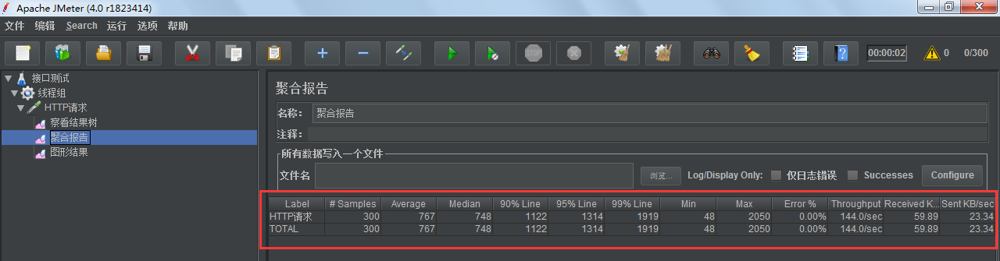 Apache JMeter (4.0 r1823414)
文件 编辑 Search 运行 选项 帮助
STOP 00:00:02 0 0/300
接口测试
线程组
HTTP请求
察看结果树
聚合报告
图形结果
聚合报告
名称： 聚合报告
注释：
所有数据写入一个文件
文件名 浏览... Log/Display Only: 仅日志错误 Successes Configure
Label # Samples Average Median 90% Line 95% Line 99% Line Min Max Error % Throughput Received K... Sent KB/sec
HTTP请求 300 767 748 1122 1314 1919 48 2050 0.00% 144.0/sec 59.89 23.34
TOTAL 300 767 748 1122 1314 1919 48 2050 0.00% 144.0/sec 59.89 23.34